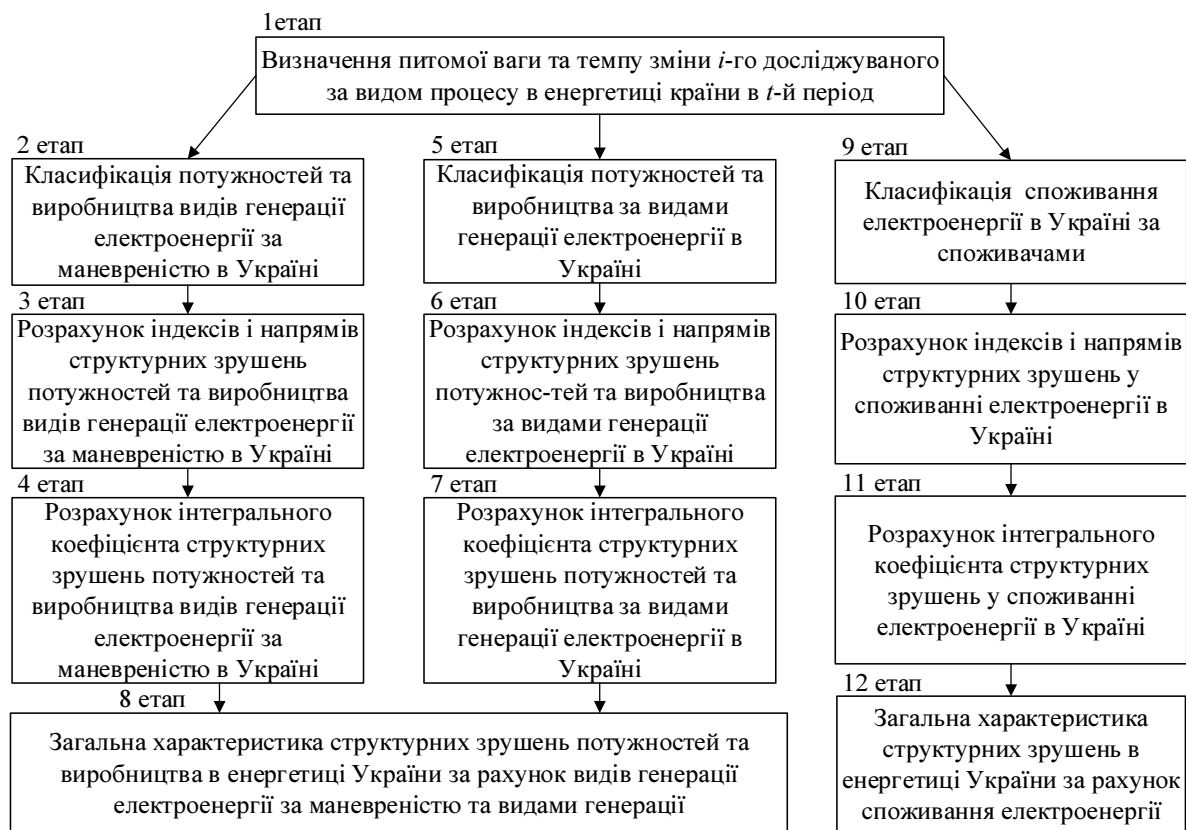 1етап
Визначення питомої ваги та темпу зміни i-го досліджуваного
за видом процесу в енергетиці країни в t-й період
2 етап
Класифікація потужностей та
виробництва видів генерації
електроенергії за
маневреністю в Україні
3 етап
Розрахунок індексів і напрямів
структурних зрушень
потужностей та виробництва
видів генерації електроенергії
за маневреністю в Україні
4 етап
Розрахунок інтегрального
коефіцієнта структурних
зрушень потужностей та
виробництва видів генерації
електроенергії за
маневреністю в Україні
5 етап
Класифікація потужностей та
виробництва за видами
генерації електроенергії в
Україні
6 етап
Розрахунок індексів і напрямів
структурних зрушень
потужнос-тей та виробництва
за видами генерації
електроенергії в Україні
7 етап
Розрахунок інтегрального
коефіцієнта структурних
зрушень потужностей та
виробництва за видами
генерації електроенергії в
Україні
8 етап
Загальна характеристика структурних зрушень потужностей та
виробництва в енергетиці України за рахунок видів генерації
електроенергії за маневреністю та видами генерації
9 етап
Класифікація споживання
електроенергії в Україні за
споживачами
10 етап
Розрахунок індексів і напрямів
структурних зрушень у
споживанні електроенергії в
Україні
11 етап
Розрахунок інтегрального
коефіцієнта структурних
зрушень у споживанні
електроенергії в Україні
12 етап
Загальна характеристика
структурних зрушень в
енергетиці України за рахунок
споживання електроенергії